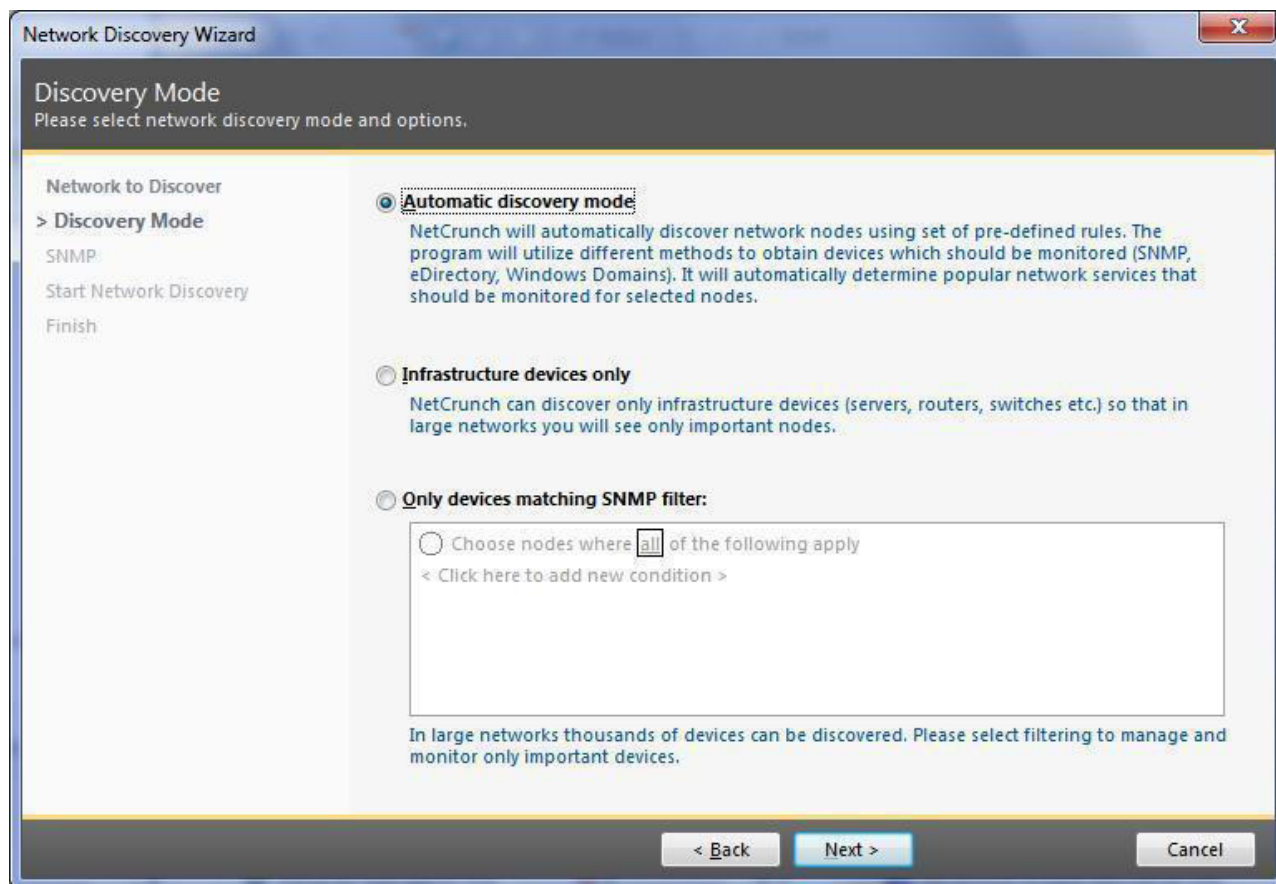 Network Discovery Wizard
Discovery Mode
Please select network discovery mode and options.
Network to Discover
> Discovery Mode
SNMP
Start Network Discovery
Finish
Automatic discovery mode
NetCrunch will automatically discover network nodes using set of pre-defined rules. The
program will utilize different methods to obtain devices which should be monitored (SNMP,
eDirectory, Windows Domains). It will automatically determine popular network services that
should be monitored for selected nodes.
Infrastructure devices only
NetCrunch can discover only infrastructure devices (servers, routers, switches etc.) so that in
large networks you will see only important nodes.
Only devices matching SNMP filter:
Choose nodes where all of the following apply
< Click here to add new condition >
In large networks thousands of devices can be discovered. Please select filtering to manage and
monitor only important devices.
< Back
Next >
Cancel